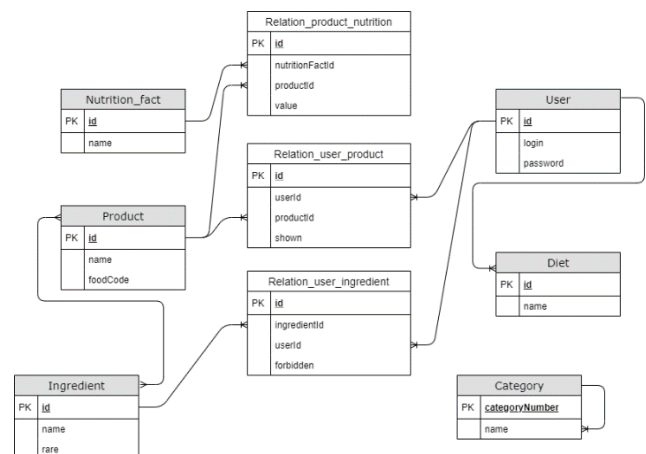 Relation_product_nutrition
PK id
nutritionFactId
productId
value
Nutrition_fact
PK id
name
User
PK id
login
password
Relation_user_product
PK id
userId
productId
shown
Product
PK id
name
foodCode
Diet
PK id
name
Relation_user_ingredient
PK id
ingredientId
userId
forbidden
Ingredient
PK id
name
rare
Category
PK categoryNumber
name